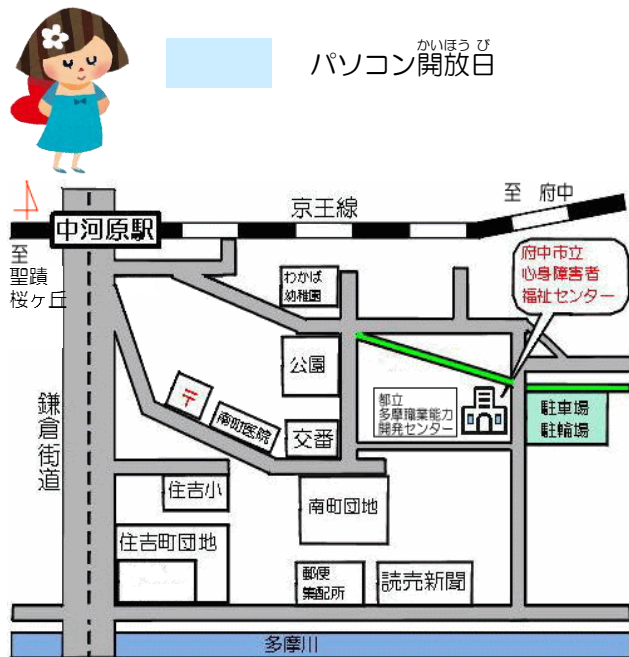 かいほう び
パソコン開放日
至 府中
京王線
中河原駅
至
聖蹟
桜ヶ丘
府中市立
心身障害者
福祉センター
わかば
幼稚園
公園
〒
南町医院
交番
都立
多摩職業能力
開発センター
駐車場
駐輪場
鎌倉街道
住吉小
南町団地
住吉町団地
郵便
集配所
読売新聞
多摩川